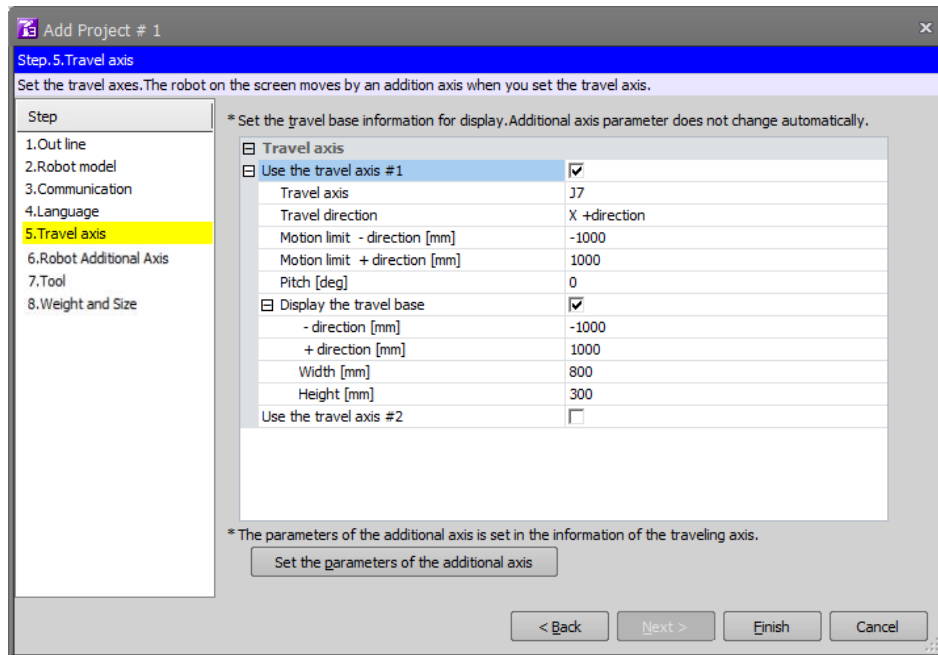 Add Project # 1
Step.5.Travel axis
Set the travel axes.The robot on the screen moves by an addition axis when you set the travel axis.
Step
1.Out line
2.Robot model
3.Communication
4.Language
5.Travel axis
6.Robot Additional Axis
7.Tool
8.Weight and Size
* Set the travel base information for display.Additional axis parameter does not change automatically.
Travel axis
Use the travel axis #1
Travel axis J7
Travel direction X +direction
Motion limit - direction [mm] -1000
Motion limit + direction [mm] 1000
Pitch [deg] 0
Display the travel base
- direction [mm] -1000
+ direction [mm] 1000
Width [mm] 800
Height [mm] 300
Use the travel axis #2
* The parameters of the additional axis is set in the information of the traveling axis.
Set the parameters of the additional axis
< Back Next > Finish Cancel